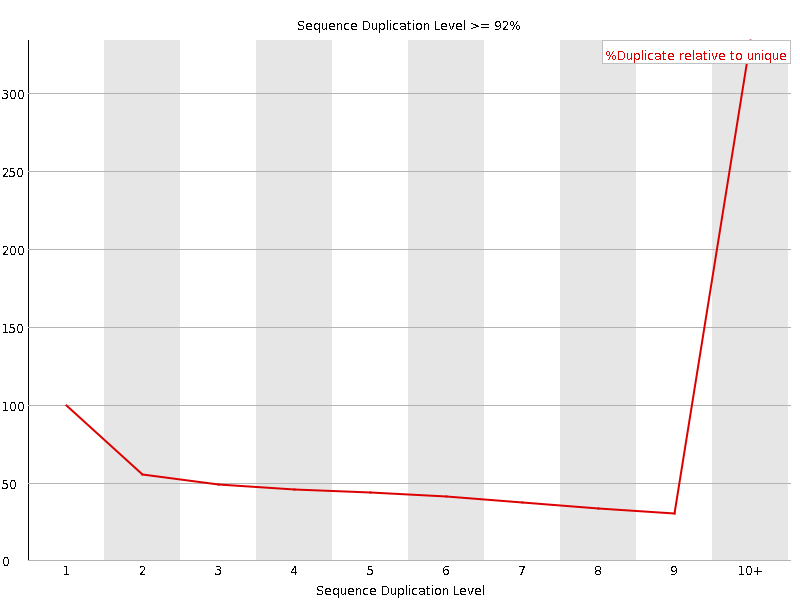 Sequence Duplication Level >= 92%
%Duplicate relative to unique
300
250
200
150
100
50
0
1 2 3 4 5 6 7 8 9 10+
Sequence Duplication Level